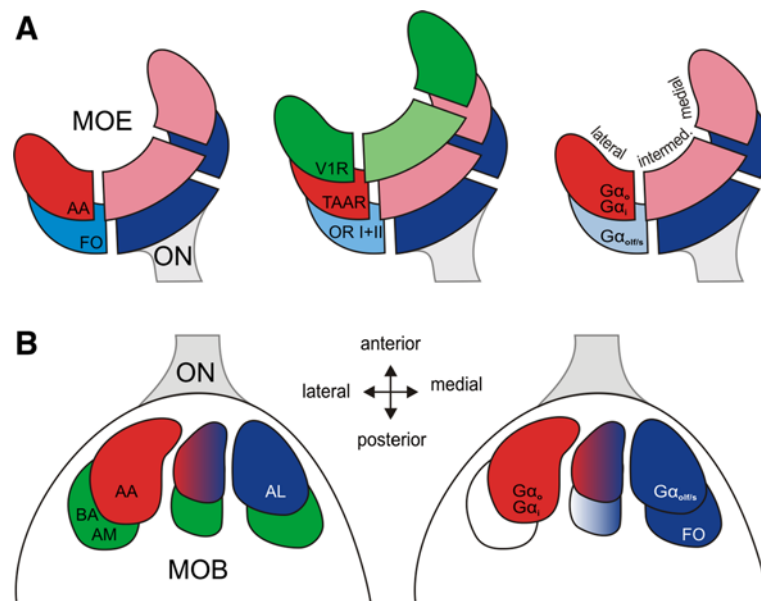 A
MOE
AA
FO
ON
V1R
TAAR
OR I+II
lateral
intermed.
medial
Gαo
Gαi
Gαolf/s
B
ON
anterior
lateral
medial
posterior
AA
AL
BA
AM
MOB
Gαo
Gαi
Gαolf/s
FO